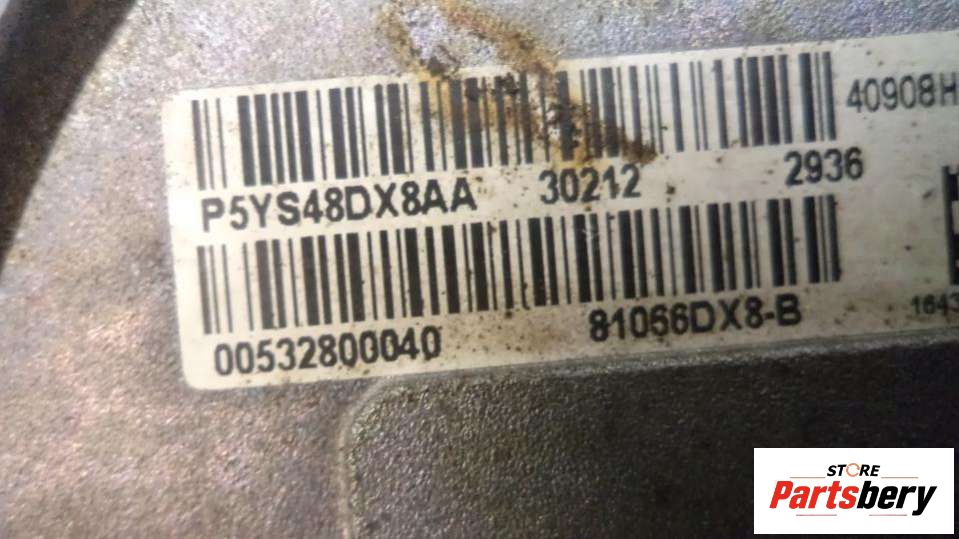 40908H
P5YS48DX8AA 30212 2936
00532800040 81066DX8-B
1643
STORE
Partsbery